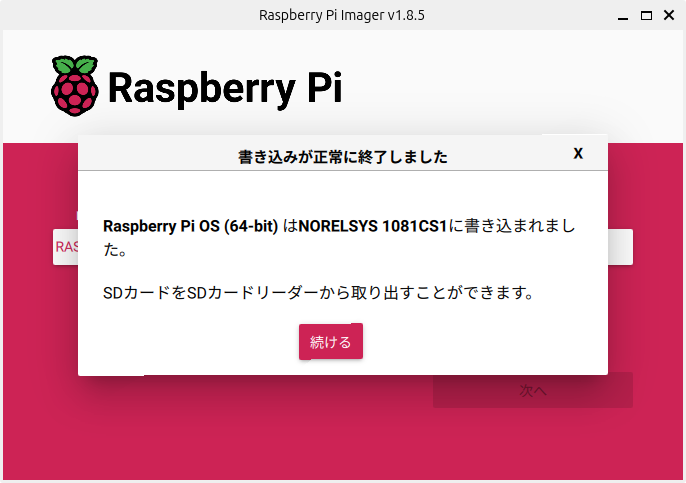 Raspberry Pi Imager v1.8.5
Raspberry Pi
書き込みが正常に終了しました
X
Raspberry Pi OS (64-bit) はNORELSYS 1081CS1に書き込まれまし
た。
RAS
SDカードをSDカードリーダーから取り出すことができます。
続ける
次へ